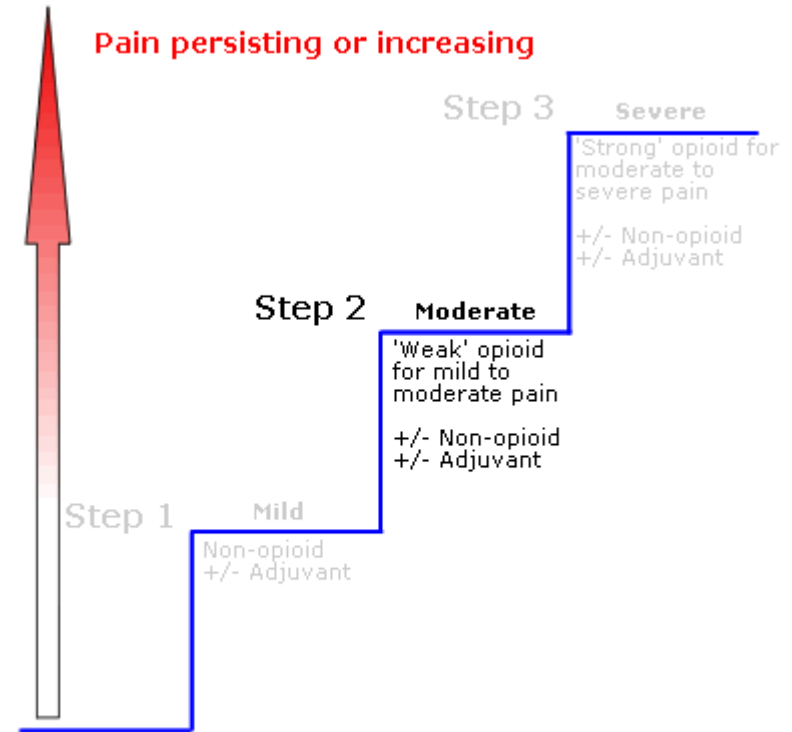 Pain persisting or increasing
Step 3
Severe
'Strong' opioid for
moderate to
severe pain
+/- Non-opioid
+/- Adjuvant
Step 2
Moderate
'Weak' opioid
for mild to
moderate pain
+/- Non-opioid
+/- Adjuvant
Step 1
Mild
Non-opioid
+/- Adjuvant